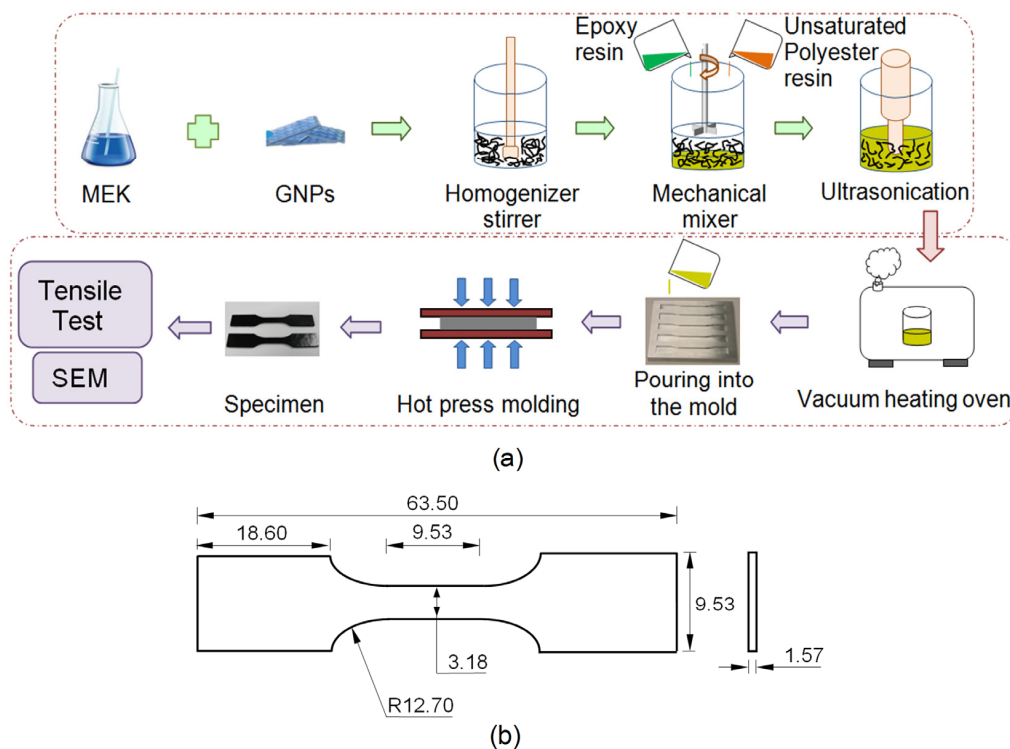 Epoxy
resin
Unsaturated
Polyester
resin
MEK
GNPs
Homogenizer
stirrer
Mechanical
mixer
Ultrasonication
Tensile
Test
SEM
Specimen
Hot press molding
Pouring into
the mold
Vacuum heating oven
(a)
63.50
18.60
9.53
9.53
3.18
1.57
R12.70
(b)